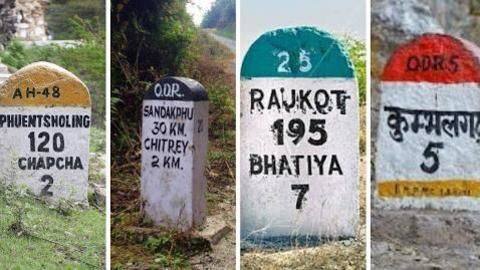 AH-48
PHUENTSHOLING
120
CHAPCHA
2
O.D.R.
SANDAKPHU
30 KM.
CHITREY
2 KM.
25
RAJKOT
195
BHATIYA
7
ODR5
कुम्भलगढ़
5